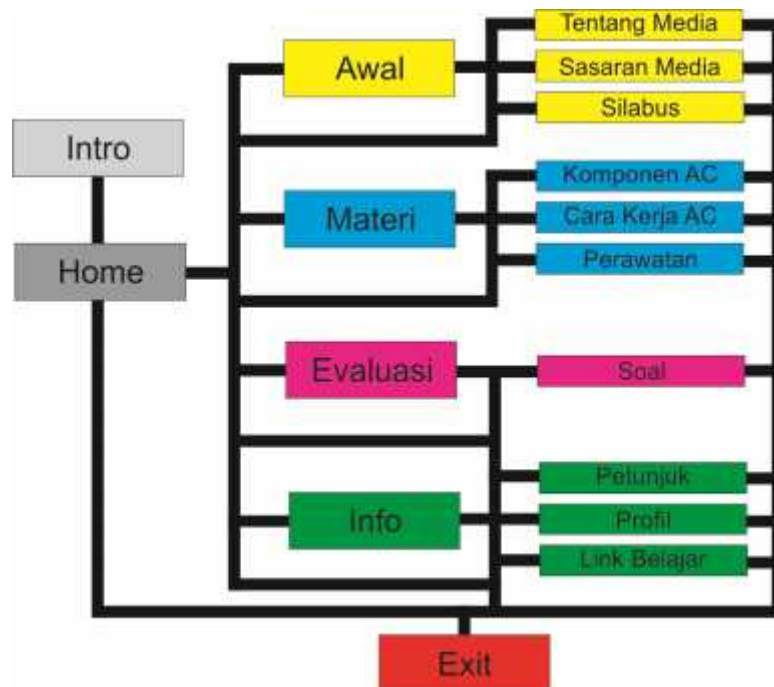 Intro
Home
Awal
Tentang Media
Sasaran Media
Silabus
Materi
Komponen AC
Cara Kerja AC
Perawatan
Evaluasi
Soal
Info
Petunjuk
Profil
Link Belajar
Exit